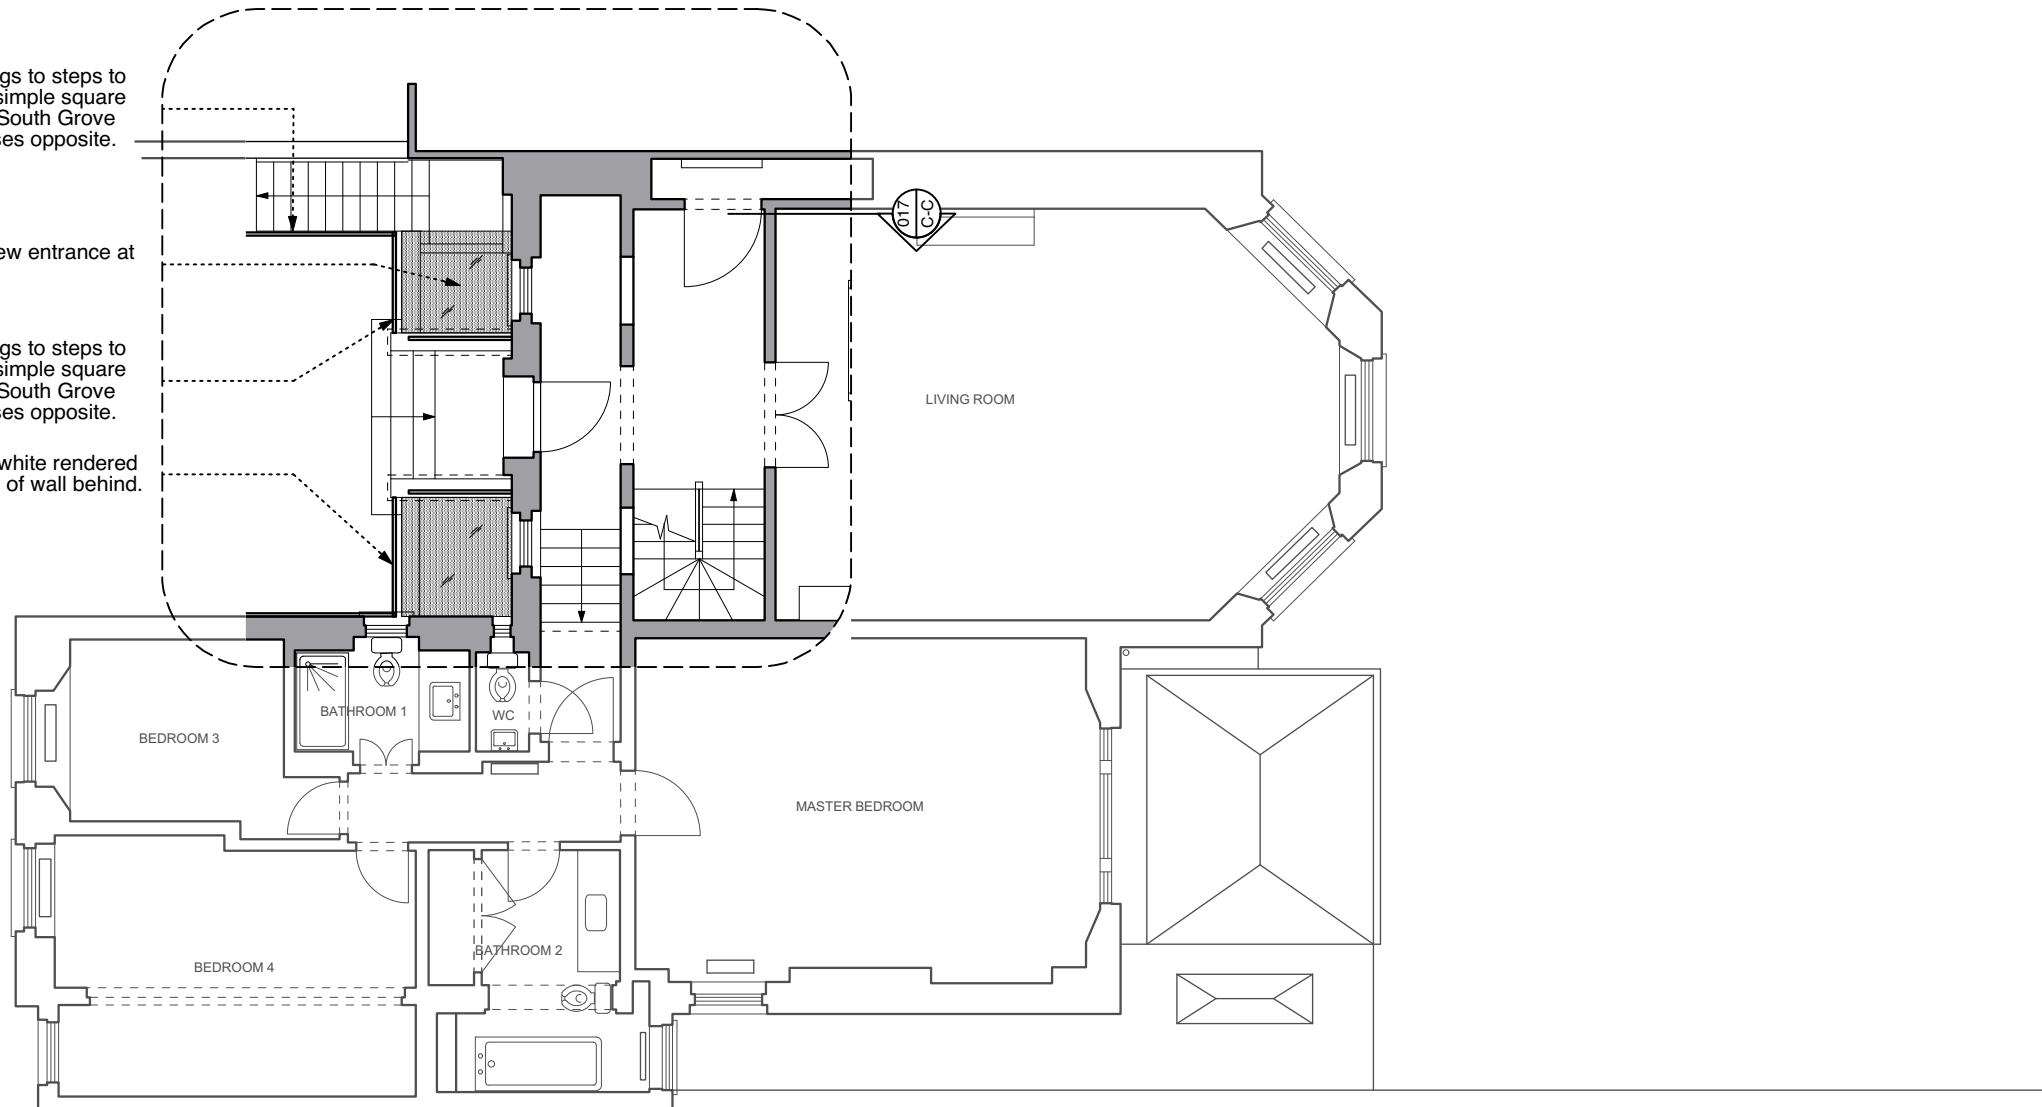 gs to steps to
simple square
South Grove
ses opposite.
ew entrance at
gs to steps to
simple square
South Grove
ses opposite.
white rendered
of wall behind.
017
C-C
LIVING ROOM
BATHROOM 1
WC
BEDROOM 3
MASTER BEDROOM
BATHROOM 2
BEDROOM 4